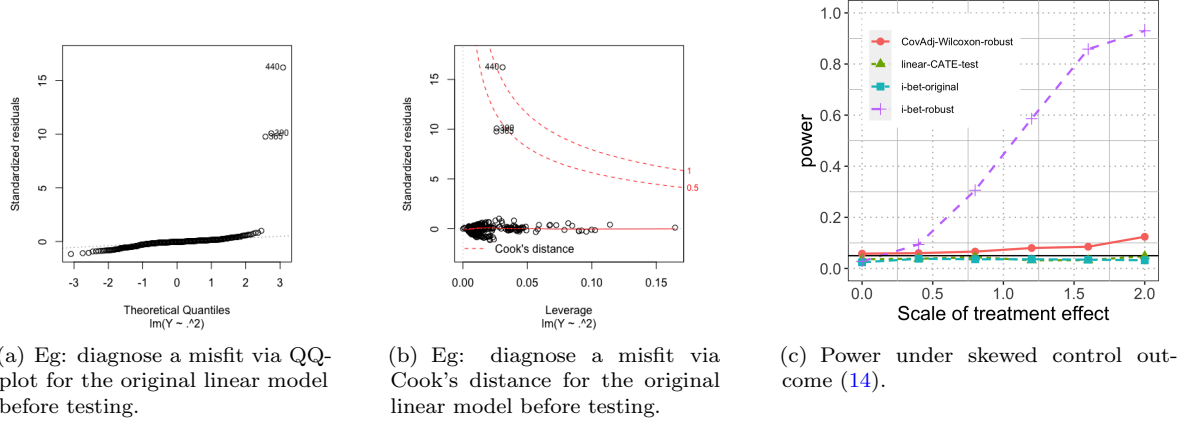 Standardized residuals
0
5
10
15
440
390
365
-3
-2
-1
0
1
2
3
Theoretical Quantiles
lm(Y ~ .^2)
(a) Eg: diagnose a misfit via QQ-
plot for the original linear model
before testing.
Standardized residuals
0
5
10
15
440
390
365
1
0.5
Cook's distance
0.00
0.05
0.10
0.15
Leverage
lm(Y ~ .^2)
(b) Eg: diagnose a misfit via
Cook's distance for the original
linear model before testing.
power
1.0
0.8
0.6
0.4
0.2
0.0
CovAdj-Wilcoxon-robust
linear-CATE-test
i-bet-original
i-bet-robust
0.0
0.5
1.0
1.5
2.0
Scale of treatment effect
(c) Power under skewed control out-
come (14).